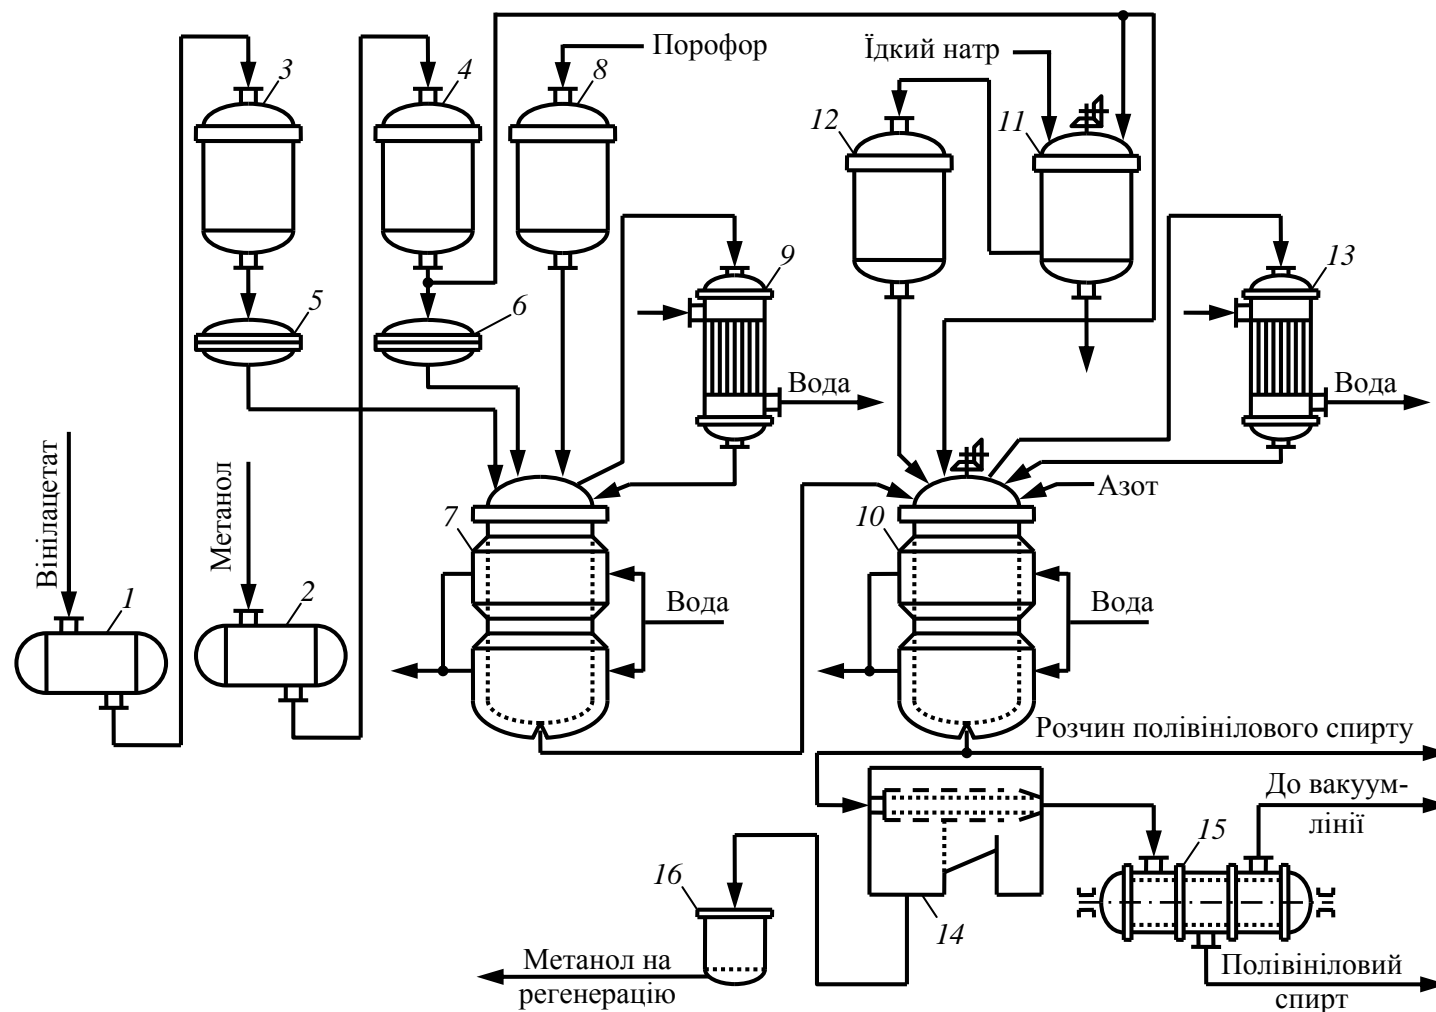 Порофор
Їдкий натр
3
4
8
12
11
9
13
5
6
Вода
Вода
Вінілацетат
Метанол
Азот
7
10
1
2
Вода
Вода
Розчин полівінілового спирту
До вакуум-
лінії
15
16
14
Метанол на
регенерацію
Полівініловий
спирт